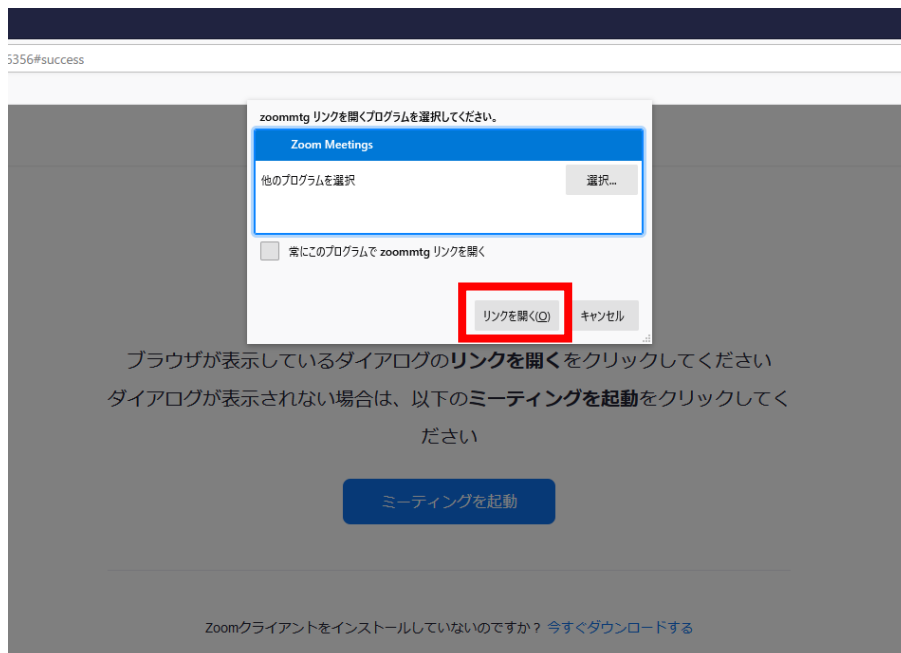 6356#success
zoommtg リンクを開くプログラムを選択してください。
Zoom Meetings
他のプログラムを選択
選択...
常にこのプログラムで zoommtg リンクを開く
リンクを開く(O)
キャンセル
ブラウザが表示しているダイアログのリンクを開くをクリックしてください
ダイアログが表示されない場合は、以下のミーティングを起動をクリックしてく
ださい
ミーティングを起動
Zoomクライアントをインストールしていないのですか？ 今すぐダウンロードする